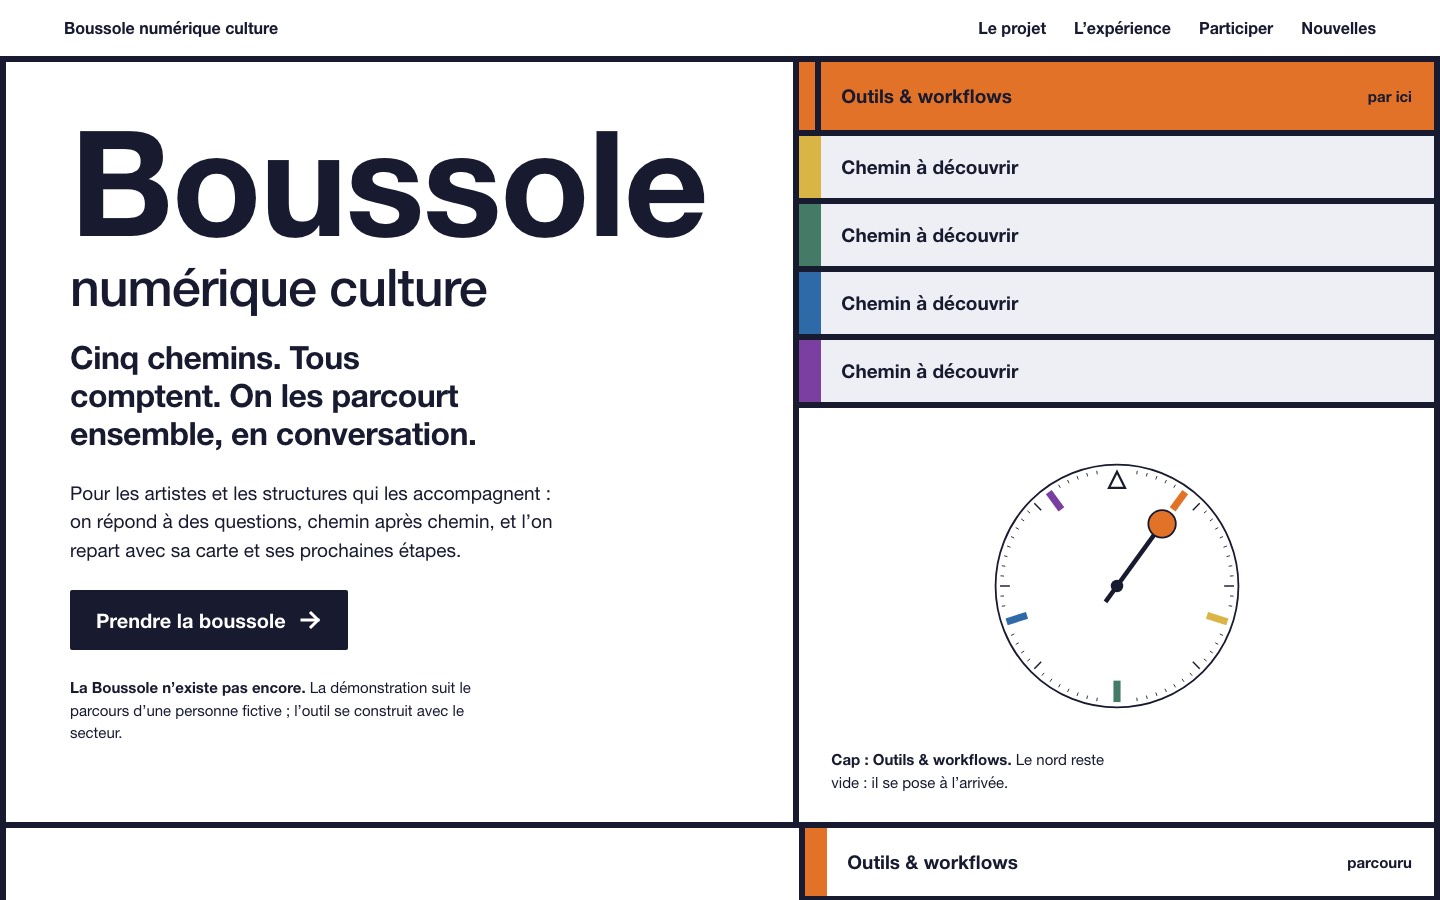 Boussole numérique culture
Le projet
L’expérience
Participer
Nouvelles
Boussole
numérique culture
Cinq chemins. Tous
comptent. On les parcourt
ensemble, en conversation.
Pour les artistes et les structures qui les accompagnent :
on répond à des questions, chemin après chemin, et l’on
repart avec sa carte et ses prochaines étapes.
Prendre la boussole
La Boussole n’existe pas encore. La démonstration suit le
parcours d’une personne fictive ; l’outil se construit avec le
secteur.
Outils & workflows
par ici
Chemin à découvrir
Chemin à découvrir
Chemin à découvrir
Chemin à découvrir
Cap : Outils & workflows. Le nord reste
vide : il se pose à l’arrivée.
Outils & workflows
parcouru